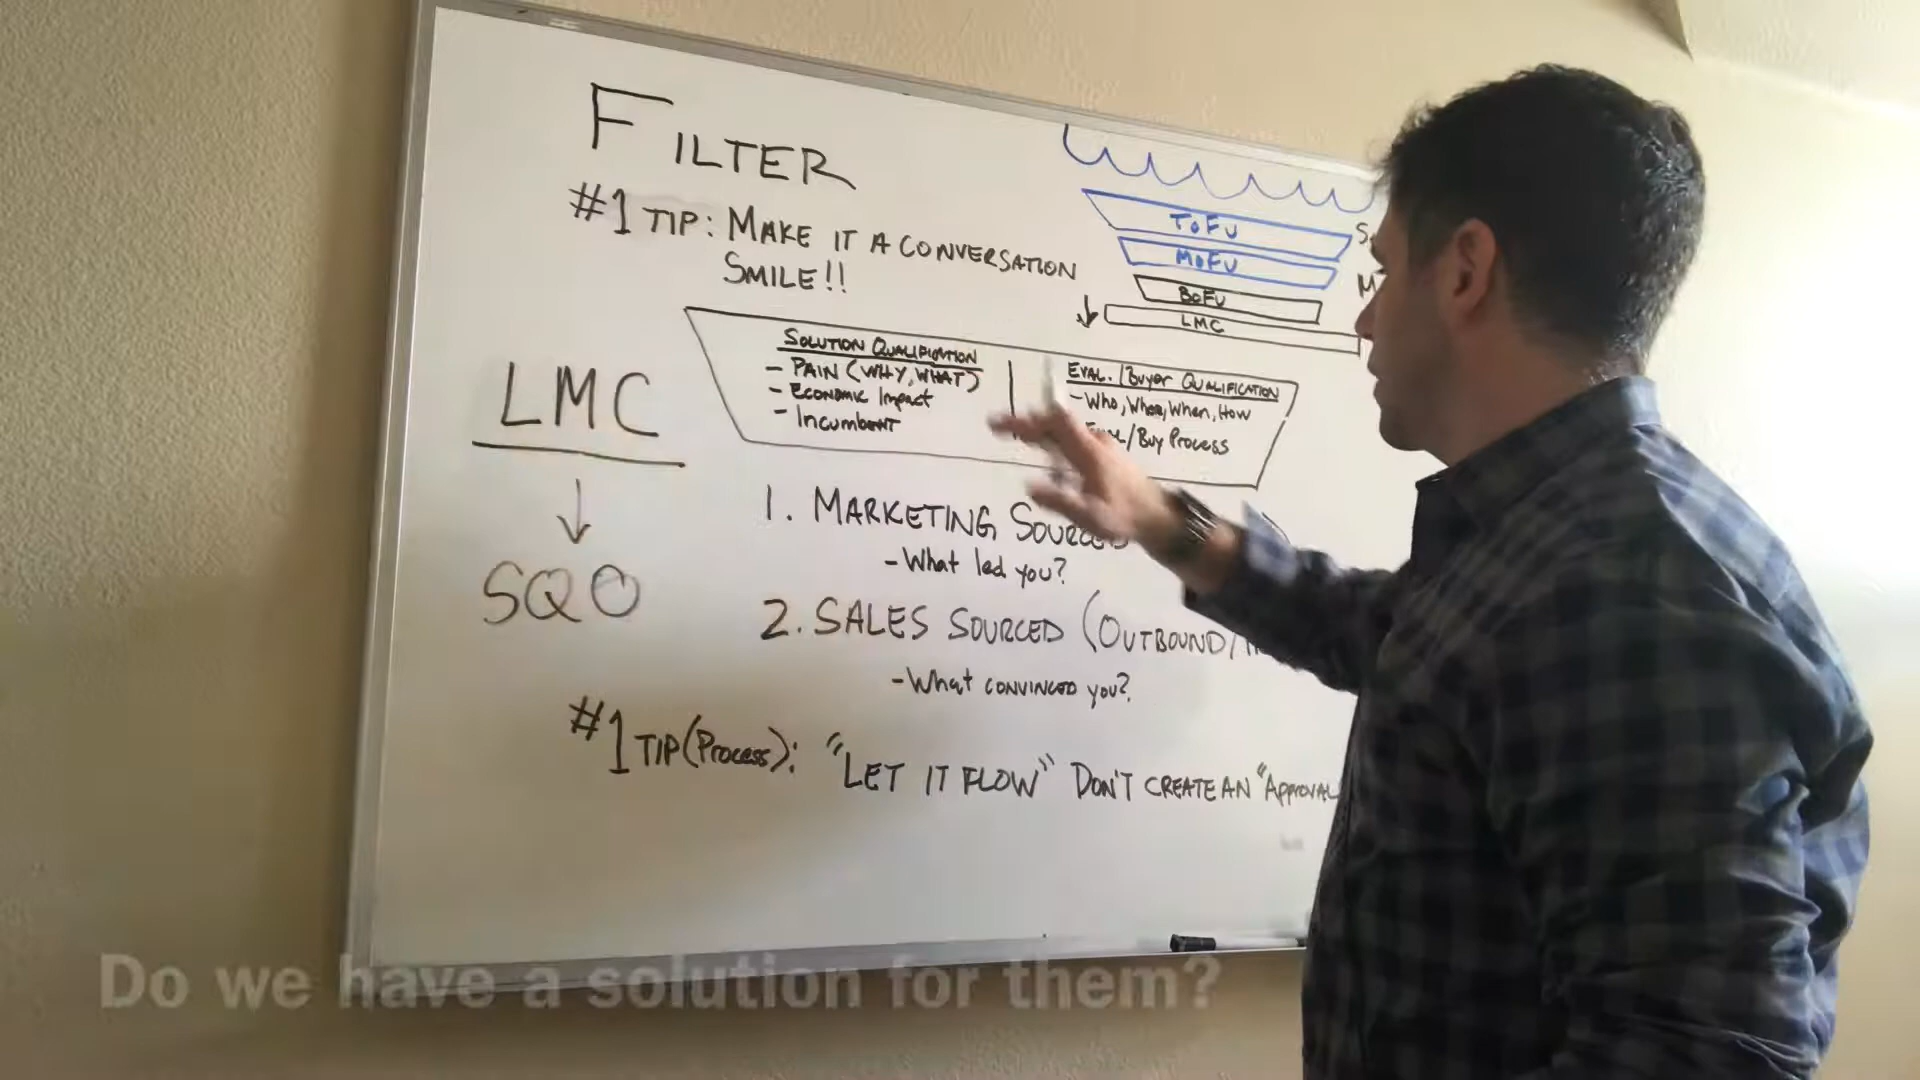 FILTER
#1 TIP: MAKE IT A CONVERSATION
SMILE!!
ToFu
MoFu
BoFu
LMC
SOLUTION QUALIFICATION
- PAIN (WHY, WHAT)
- ECONOMIC Impact
- Incumbent
EVAL. / Buyer QUALIFICATION
- Who, When, How
/Buy Process
LMC
SQO
1. MARKETING SOURCED
- What led you?
2. SALES SOURCED (OUTBOUND/
- What CONVINCED you?
#1 TIP (Process): "LET IT FLOW" DON'T CREATE AN "APPROVAL
Do we have a solution for them?